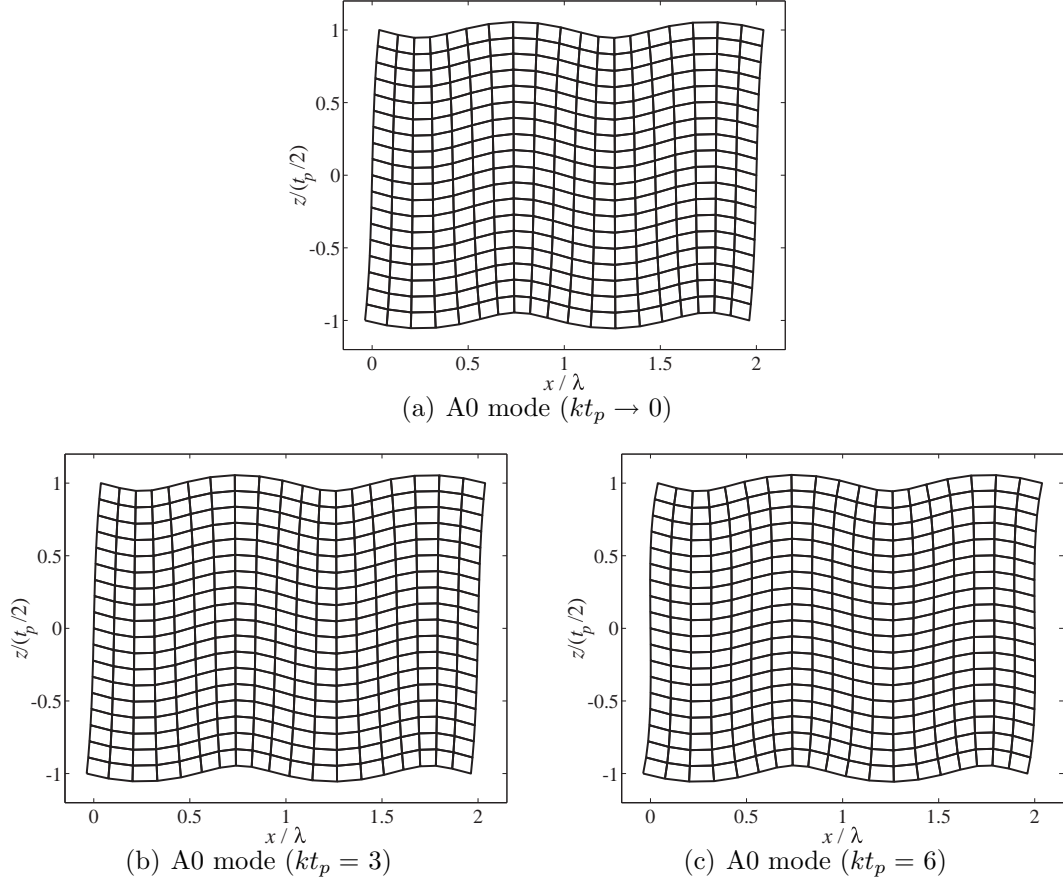 1
0.5
0
-0.5
-1
z/(t_p/2)
0 0.5 1 1.5 2
x / λ
(a) A0 mode (kt_p → 0)
1
0.5
0
-0.5
-1
z/(t_p/2)
0 0.5 1 1.5 2
x / λ
(b) A0 mode (kt_p = 3)
1
0.5
0
-0.5
-1
z/(t_p/2)
0 0.5 1 1.5 2
x / λ
(c) A0 mode (kt_p = 6)